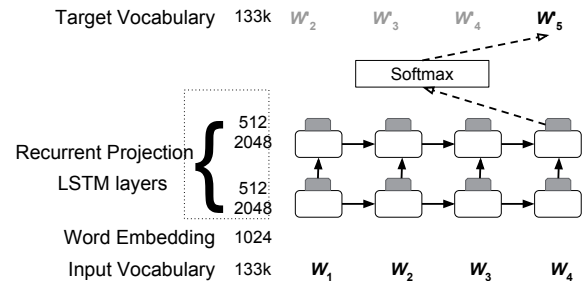 Target Vocabulary 133k W'2 W'3 W'4 W'5
Softmax
512
Recurrent Projection 2048
LSTM layers 512
2048
Word Embedding 1024
Input Vocabulary 133k W1 W2 W3 W4